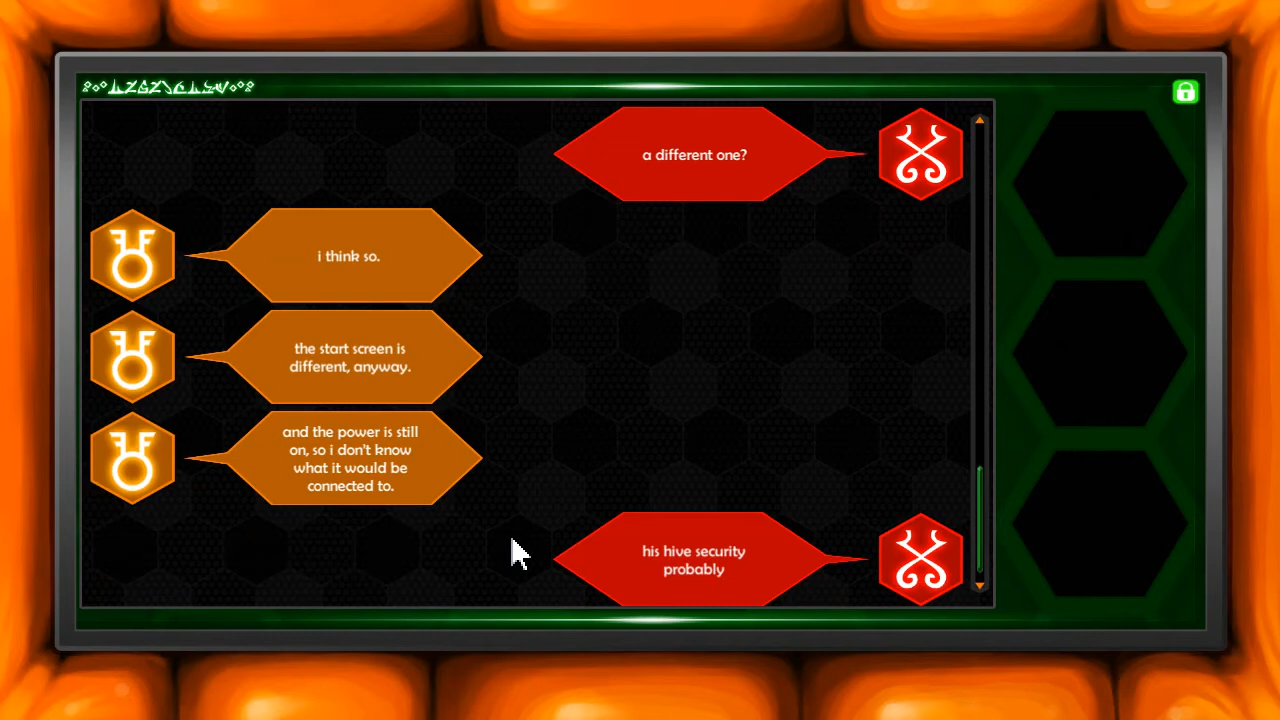 a different one?
i think so.
the start screen is
different, anyway.
and the power is still
on, so i don't know
what it would be
connected to.
his hive security
probably